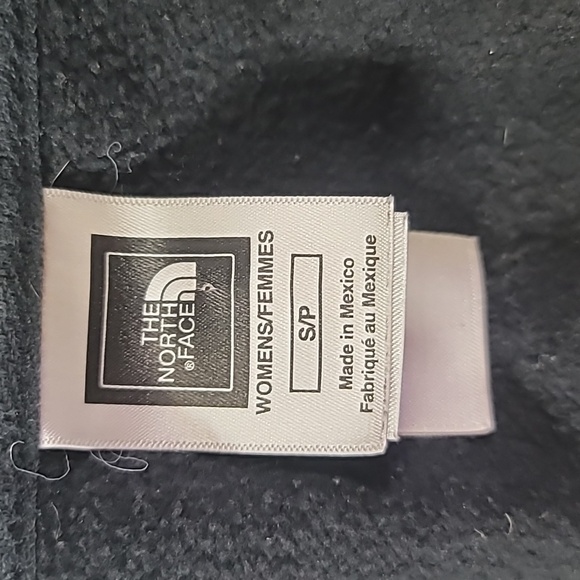 THE
NORTH
®FACE
WOMENS/FEMMES
S/P
Made in Mexico
Fabriqué au Mexique